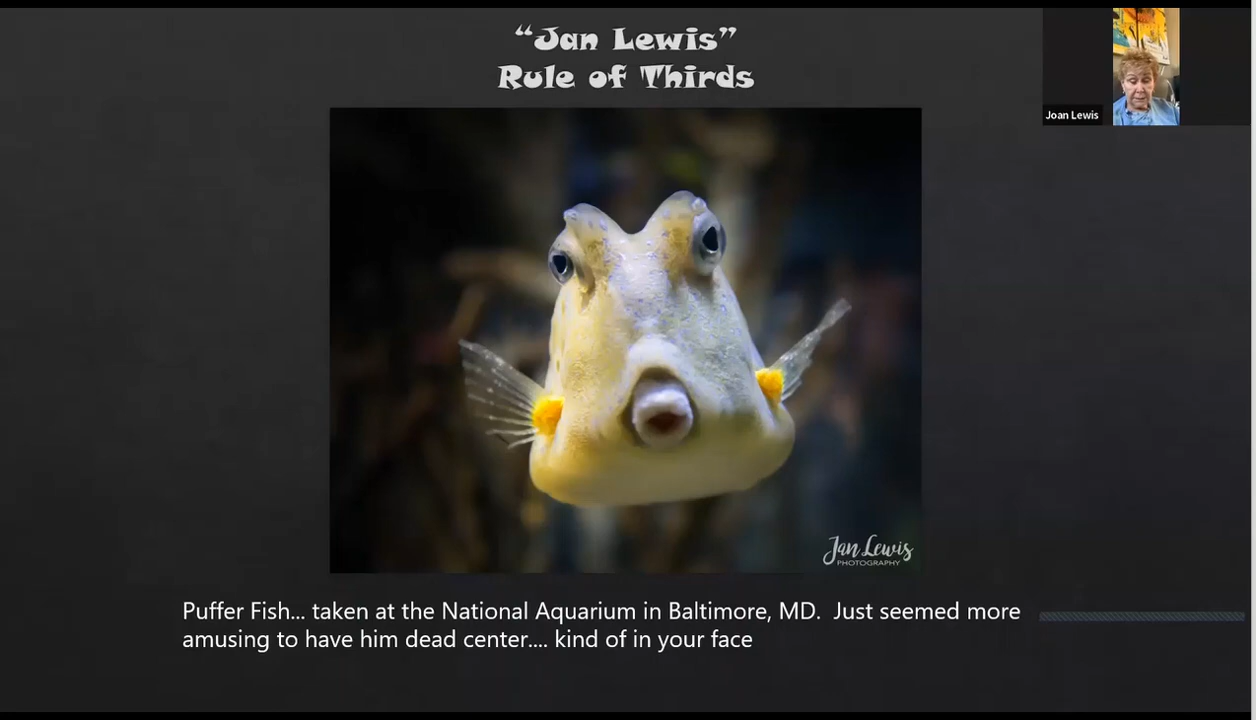 “Jan Lewis”
Rule of Thirds
Joan Lewis
Jan Lewis
PHOTOGRAPHY
Puffer Fish... taken at the National Aquarium in Baltimore, MD.  Just seemed more
amusing to have him dead center.... kind of in your face